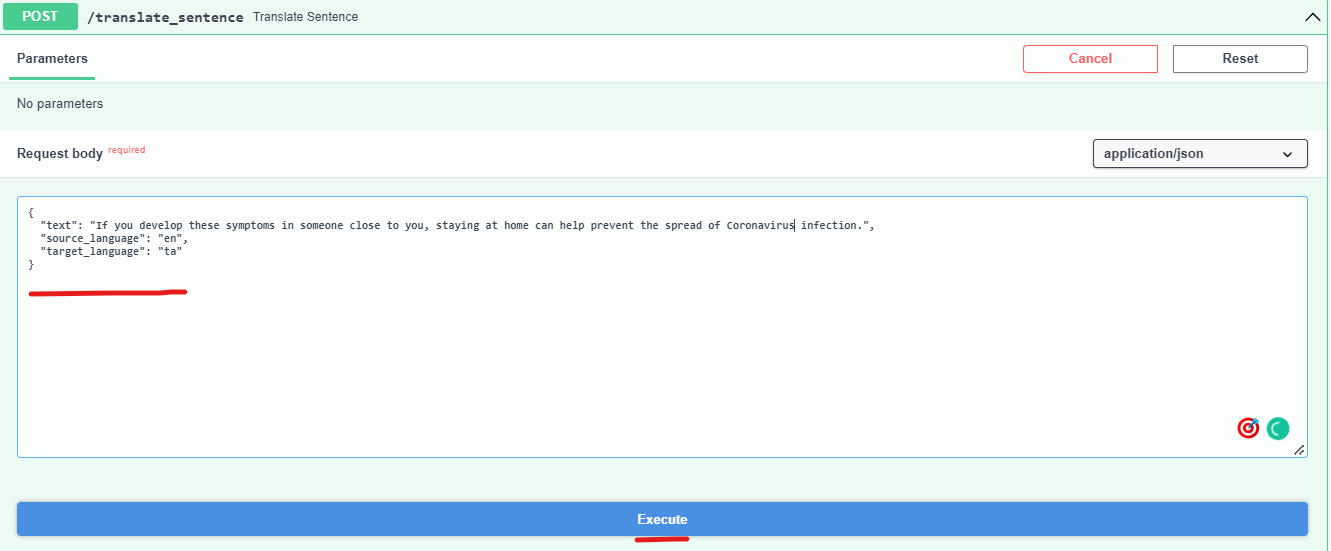 POST /translate_sentence Translate Sentence
Parameters
Cancel
Reset
No parameters
Request body required
application/json
{
  "text": "If you develop these symptoms in someone close to you, staying at home can help prevent the spread of Coronavirus infection.",
  "source_language": "en",
  "target_language": "ta"
}
Execute